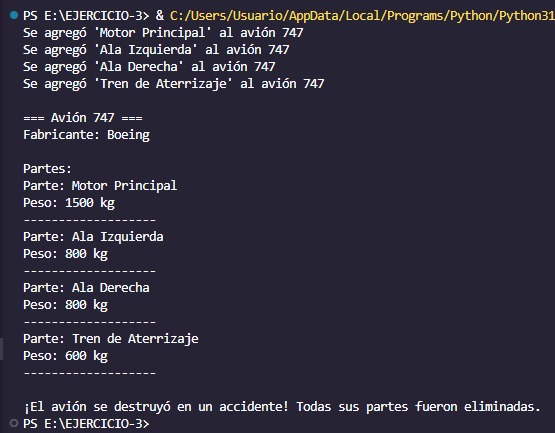 PS E:\EJERCICIO-3> & C:/Users/Usuario/AppData/Local/Programs/Python/Python31
Se agregó 'Motor Principal' al avión 747
Se agregó 'Ala Izquierda' al avión 747
Se agregó 'Ala Derecha' al avión 747
Se agregó 'Tren de Aterrizaje' al avión 747
=== Avión 747 ===
Fabricante: Boeing
Partes:
Parte: Motor Principal
Peso: 1500 kg
-------------------
Parte: Ala Izquierda
Peso: 800 kg
-------------------
Parte: Ala Derecha
Peso: 800 kg
-------------------
Parte: Tren de Aterrizaje
Peso: 600 kg
-------------------
¡El avión se destruyó en un accidente! Todas sus partes fueron eliminadas.
PS E:\EJERCICIO-3>